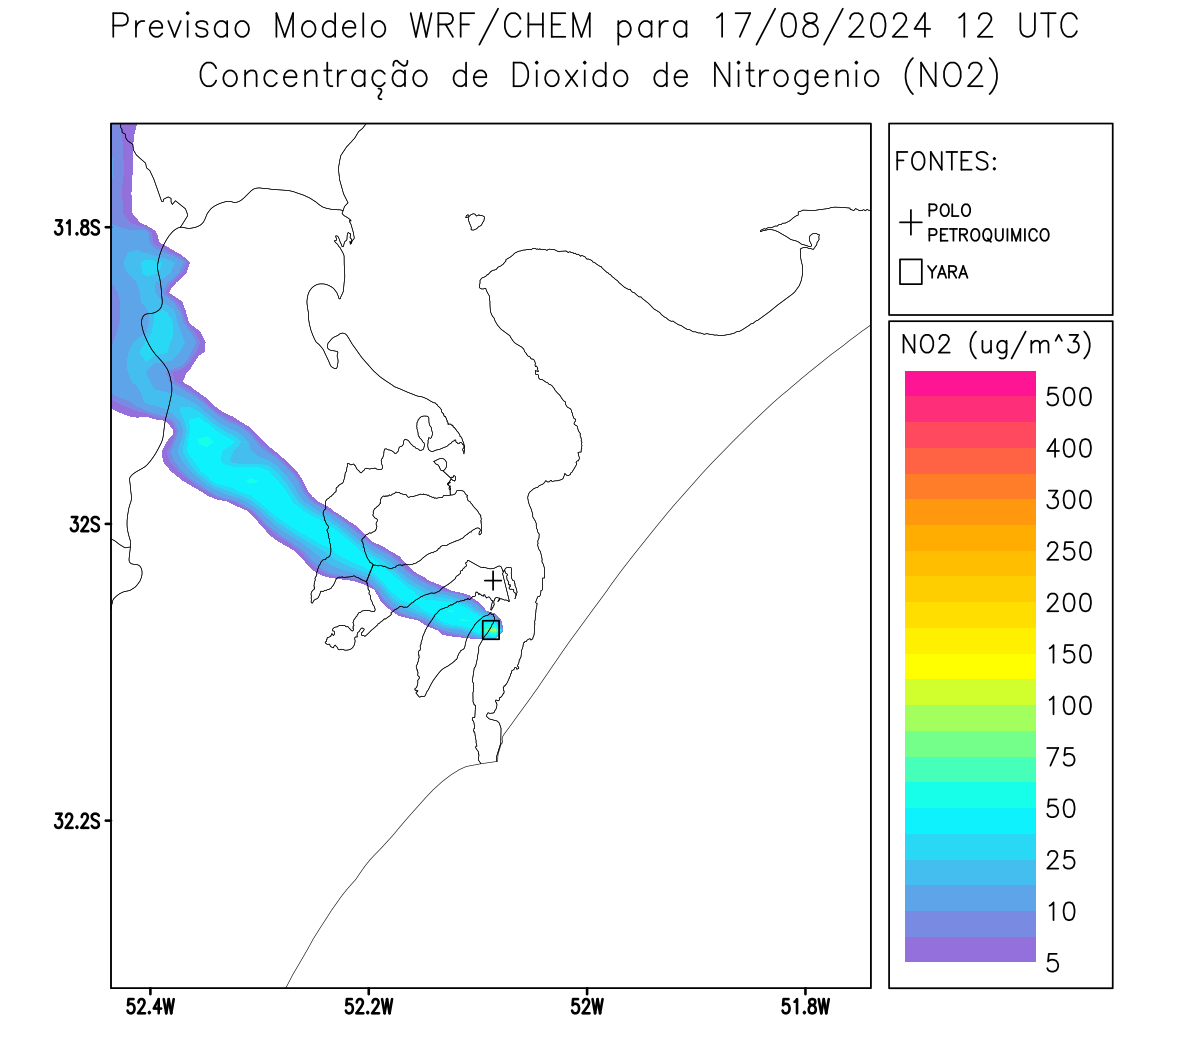 Previsao Modelo WRF/CHEM para 17/08/2024 12 UTC
Concentração de Dioxido de Nitrogenio (NO2)
FONTES:
POLO
PETROQUIMICO
YARA
31.8S
32S
32.2S
52.4W
52.2W
52W
51.8W
NO2 (ug/m^3)
500
400
300
250
200
150
100
75
50
25
10
5